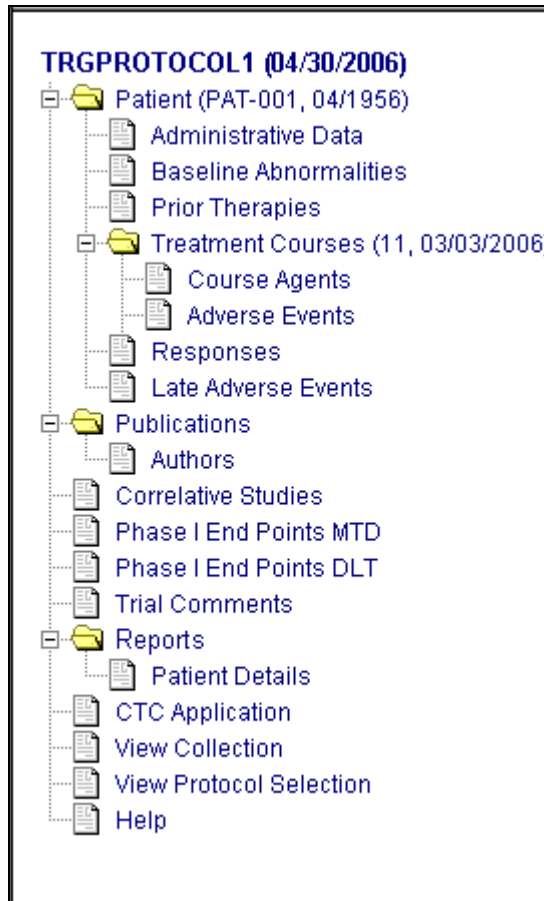 TRGPROTOCOL1 (04/30/2006)
Patient (PAT-001, 04/1956)
Administrative Data
Baseline Abnormalities
Prior Therapies
Treatment Courses (11, 03/03/2006)
Course Agents
Adverse Events
Responses
Late Adverse Events
Publications
Authors
Correlative Studies
Phase I End Points MTD
Phase I End Points DLT
Trial Comments
Reports
Patient Details
CTC Application
View Collection
View Protocol Selection
Help